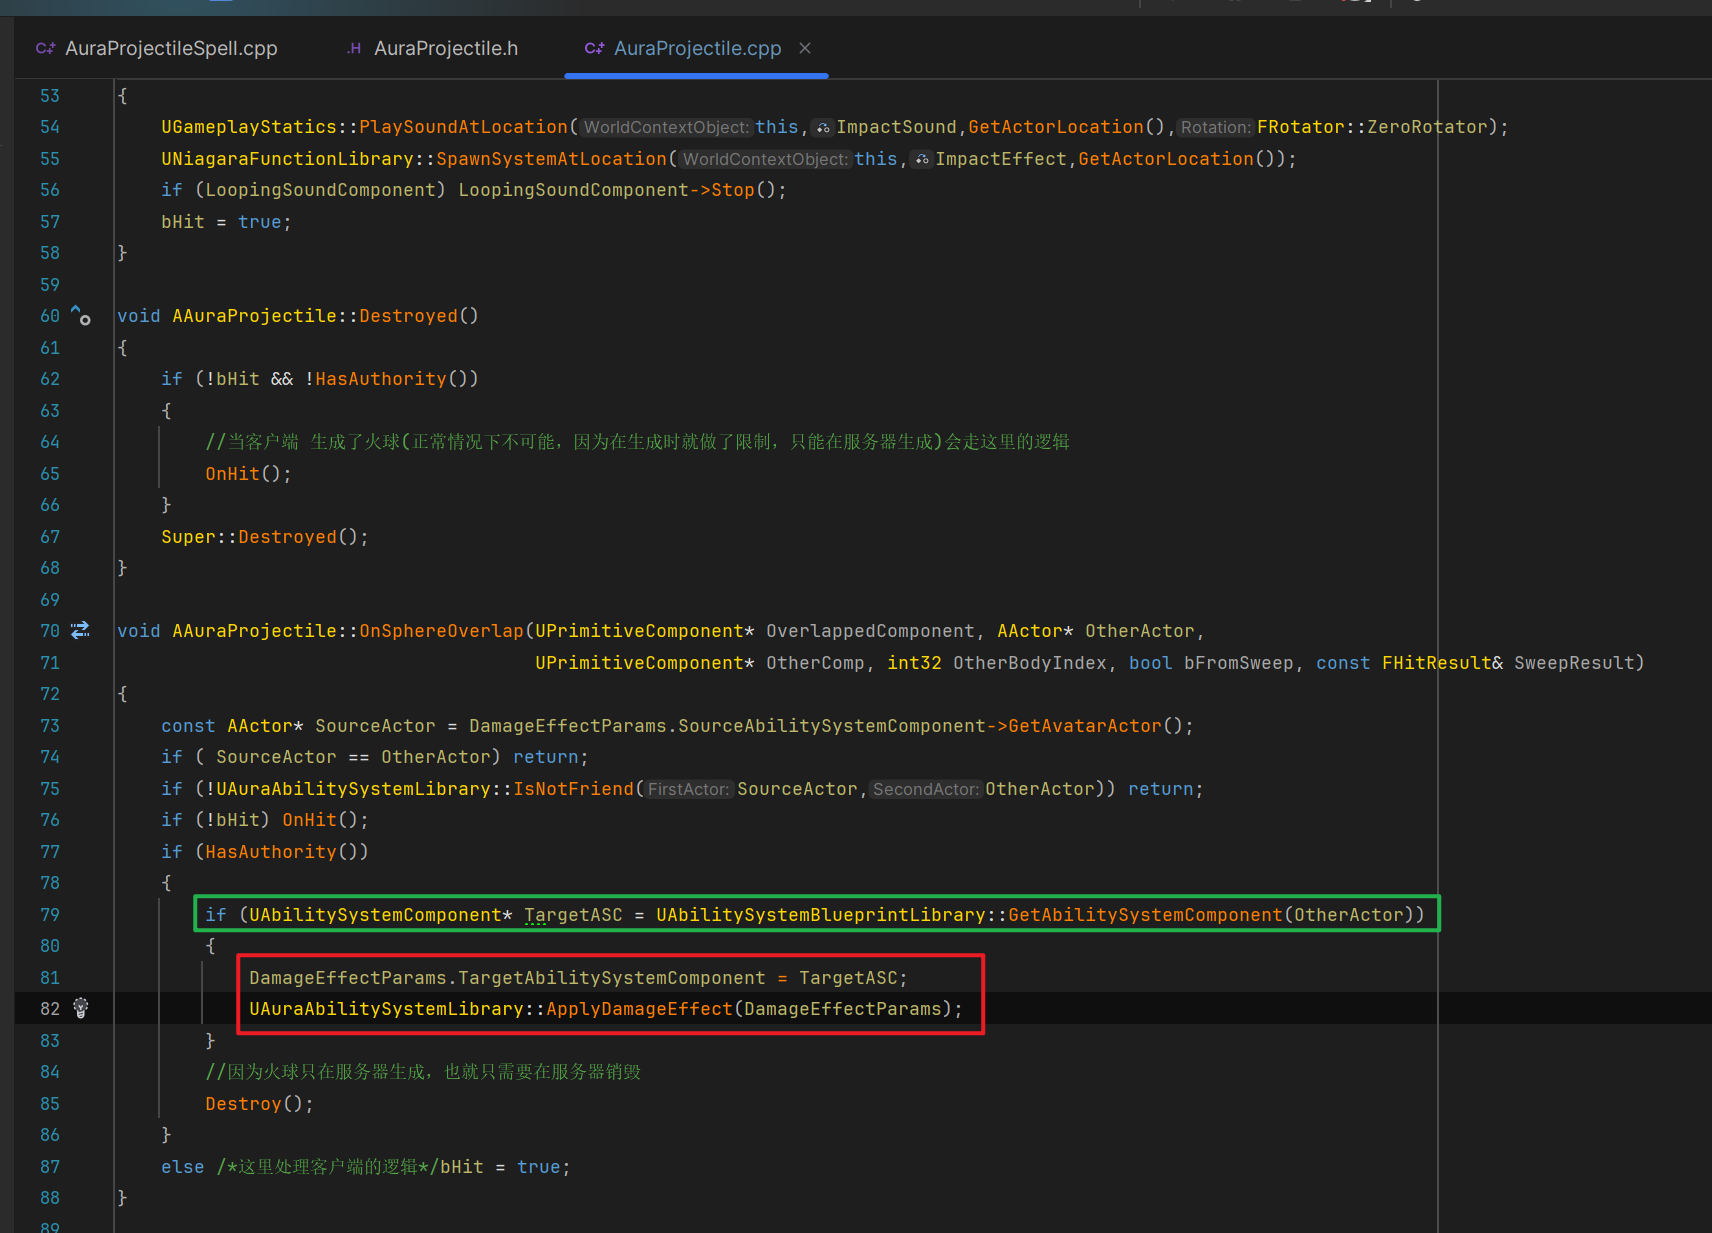 AuraProjectileSpell.cpp
.H AuraProjectile.h
AuraProjectile.cpp
53 {
54 UGameplayStatics::PlaySoundAtLocation(WorldContextObject:this,ImpactSound,GetActorLocation(),Rotation:FRotator::ZeroRotator);
55 UNiagaraFunctionLibrary::SpawnSystemAtLocation(WorldContextObject:this,ImpactEffect,GetActorLocation());
56 if (LoopingSoundComponent) LoopingSoundComponent->Stop();
57 bHit = true;
58 }
59
60 void AAuraProjectile::Destroyed()
61 {
62 if (!bHit && !HasAuthority())
63 {
64 //当客户端 生成了火球(正常情况下不可能，因为在生成时就做了限制，只能在服务器生成)会走这里的逻辑
65 OnHit();
66 }
67 Super::Destroyed();
68 }
69
70 void AAuraProjectile::OnSphereOverlap(UPrimitiveComponent* OverlappedComponent, AActor* OtherActor,
71 UPrimitiveComponent* OtherComp, int32 OtherBodyIndex, bool bFromSweep, const FHitResult& SweepResult)
72 {
73 const AActor* SourceActor = DamageEffectParams.SourceAbilitySystemComponent->GetAvatarActor();
74 if ( SourceActor == OtherActor) return;
75 if (!UAuraAbilitySystemLibrary::IsNotFriend(FirstActor:SourceActor,SecondActor:OtherActor)) return;
76 if (!bHit) OnHit();
77 if (HasAuthority())
78 {
79 if (UAbilitySystemComponent* TargetASC = UAbilitySystemBlueprintLibrary::GetAbilitySystemComponent(OtherActor))
80 {
81 DamageEffectParams.TargetAbilitySystemComponent = TargetASC;
82 UAuraAbilitySystemLibrary::ApplyDamageEffect(DamageEffectParams);
83 }
84 //因为火球只在服务器生成，也就只需要在服务器销毁
85 Destroy();
86 }
87 else /*这里处理客户端的逻辑*/bHit = true;
88 }
89